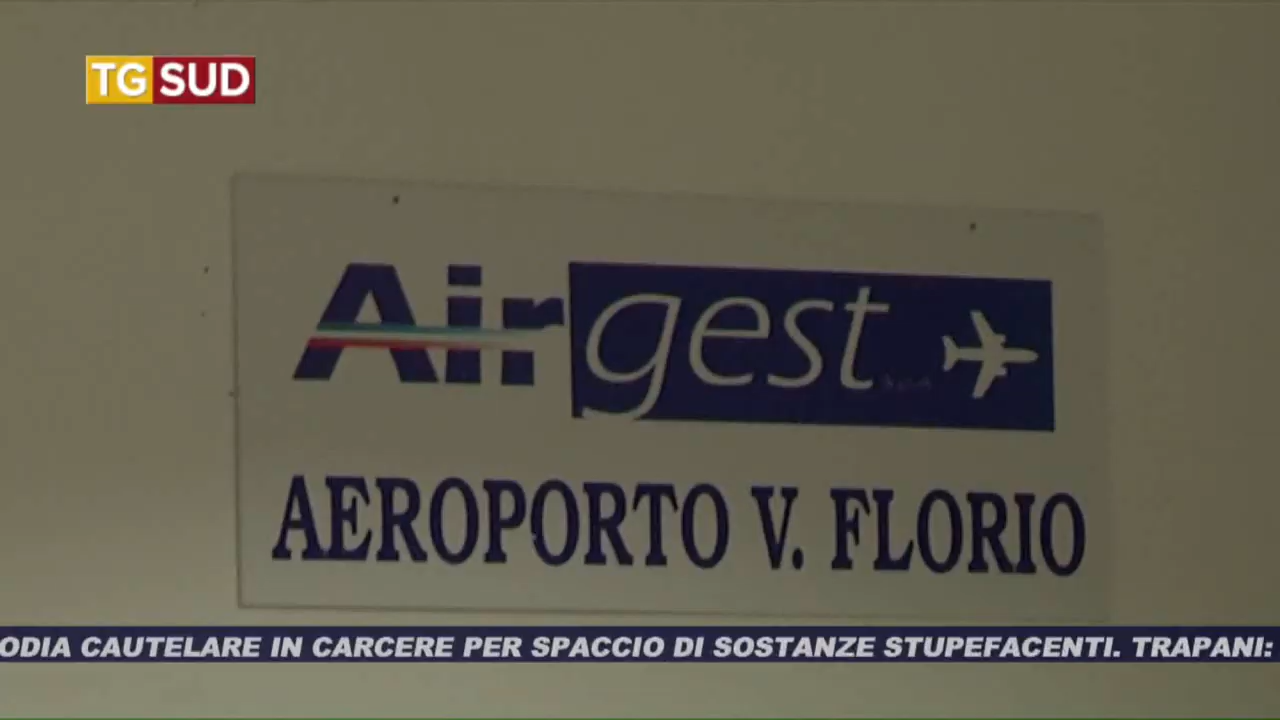 TG SUD
Airgest
AEROPORTO V. FLORIO
ODIA CAUTELARE IN CARCERE PER SPACCIO DI SOSTANZE STUPEFACENTI. TRAPANI: